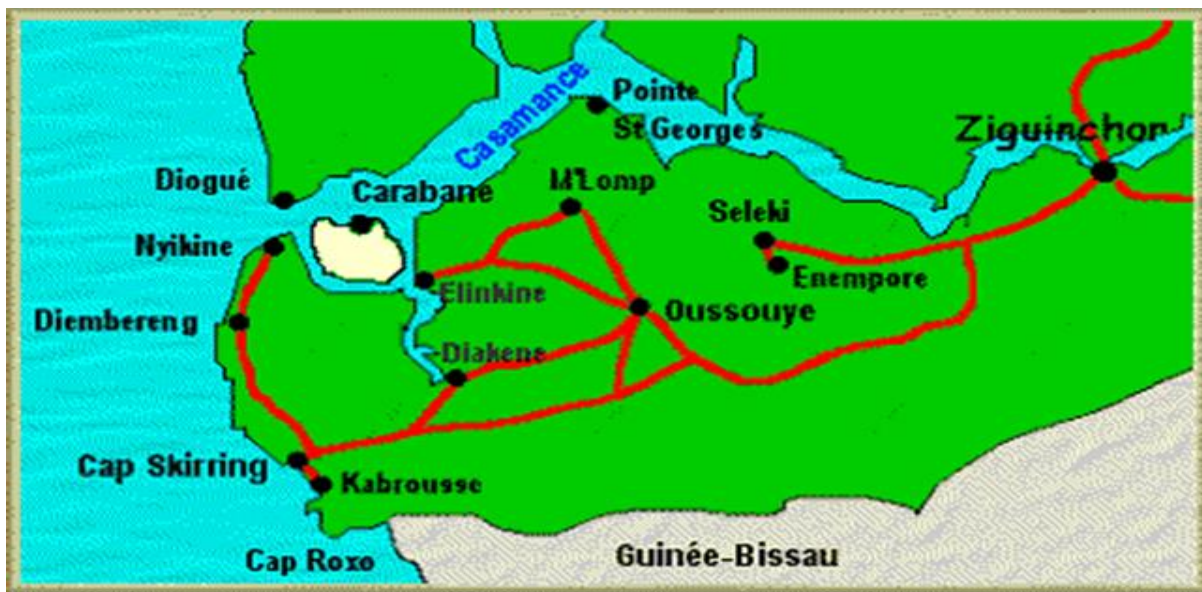 Casamance
Pointe
St Georges
Ziguinchor
Diogué
Carabane
M'Lomp
Seleki
Nyikine
Enempore
Elinkine
Oussouye
Diembereng
Diakene
Cap Skirring
Kabrousse
Cap Roxo
Guinée-Bissau